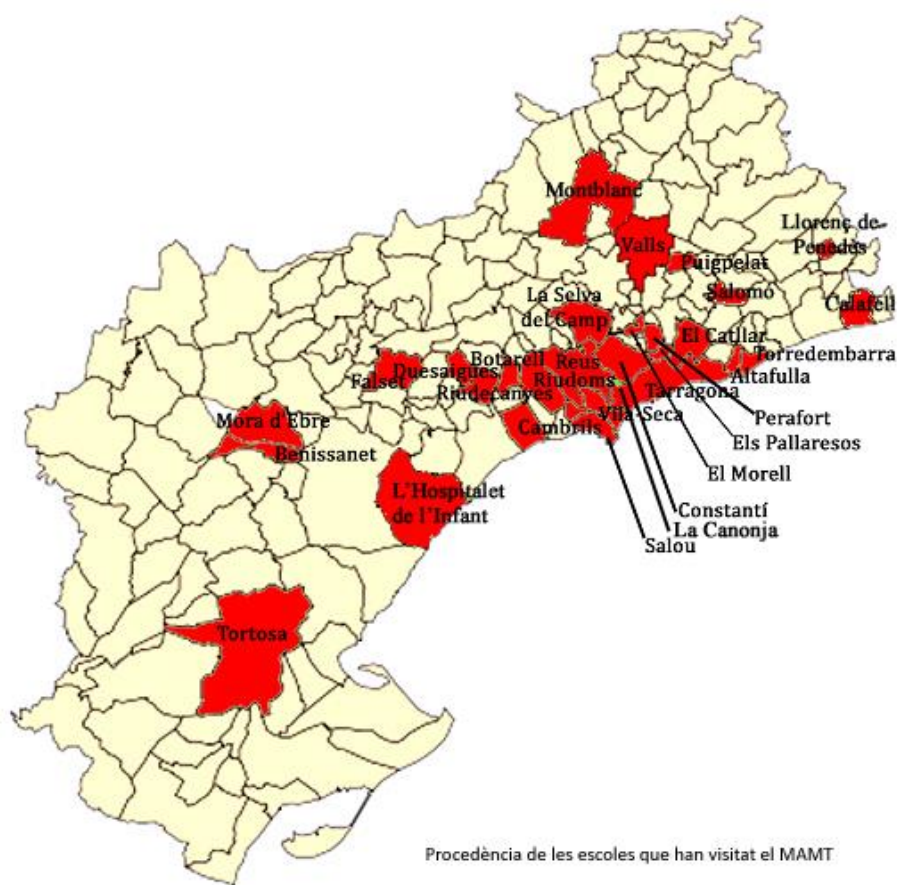 Montblanc
Valls
Llorenç de
Penedès
Puigpelat
La Selva
del Camp
Salomó
Calafell
El Catllar
Falset
Duesaigües
Botarell
Riudecanyes
Reus
Riudoms
Torredembarra
Altafulla
Tarragona
Vila-Seca
Cambrils
Perafort
Els Pallaresos
El Morell
Constantí
La Canonja
Salou
Móra d'Ebre
Benissanet
L'Hospitalet
de l'Infant
Tortosa
Procedència de les escoles que han visitat el MAMT